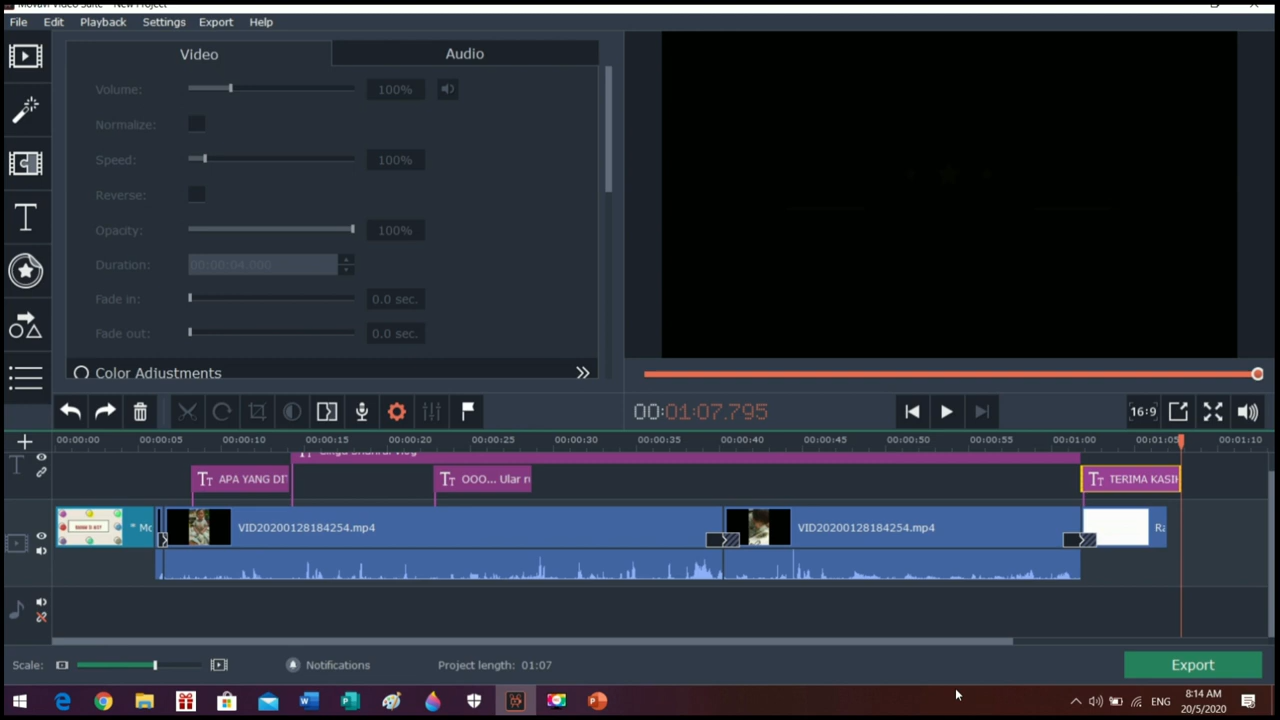 Movavi Video Suite - New Project
File Edit Playback Settings Export Help
Video Audio
Volume: 100%
Normalize:
Speed: 100%
Reverse:
Opacity: 100%
Duration: 00:00:04.000
Fade in: 0.0 sec.
Fade out: 0.0 sec.
Color Adjustments
00:01:07.795
16:9
00:00:00 00:00:05 00:00:10 00:00:15 00:00:20 00:00:25 00:00:30 00:00:35 00:00:40 00:00:45 00:00:50 00:00:55 00:01:00 00:01:05 00:01:10
Vlog
Tт APA YANG DI
Tт OOO... Ular
Tт TERIMA KASIH
* Mo
VID20200128184254.mp4
VID20200128184254.mp4
Ra
Scale:
Notifications
Project length: 01:07
Export
ENG
8:14 AM
20/5/2020